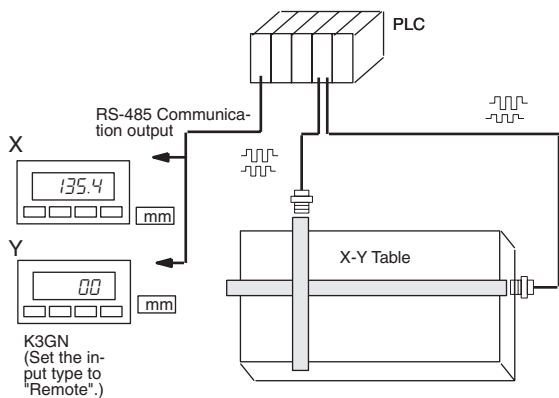 PLC
RS-485 Communica-
tion output
X
135.4
mm
Y
00
mm
X-Y Table
K3GN
(Set the in-
put type to
"Remote".)